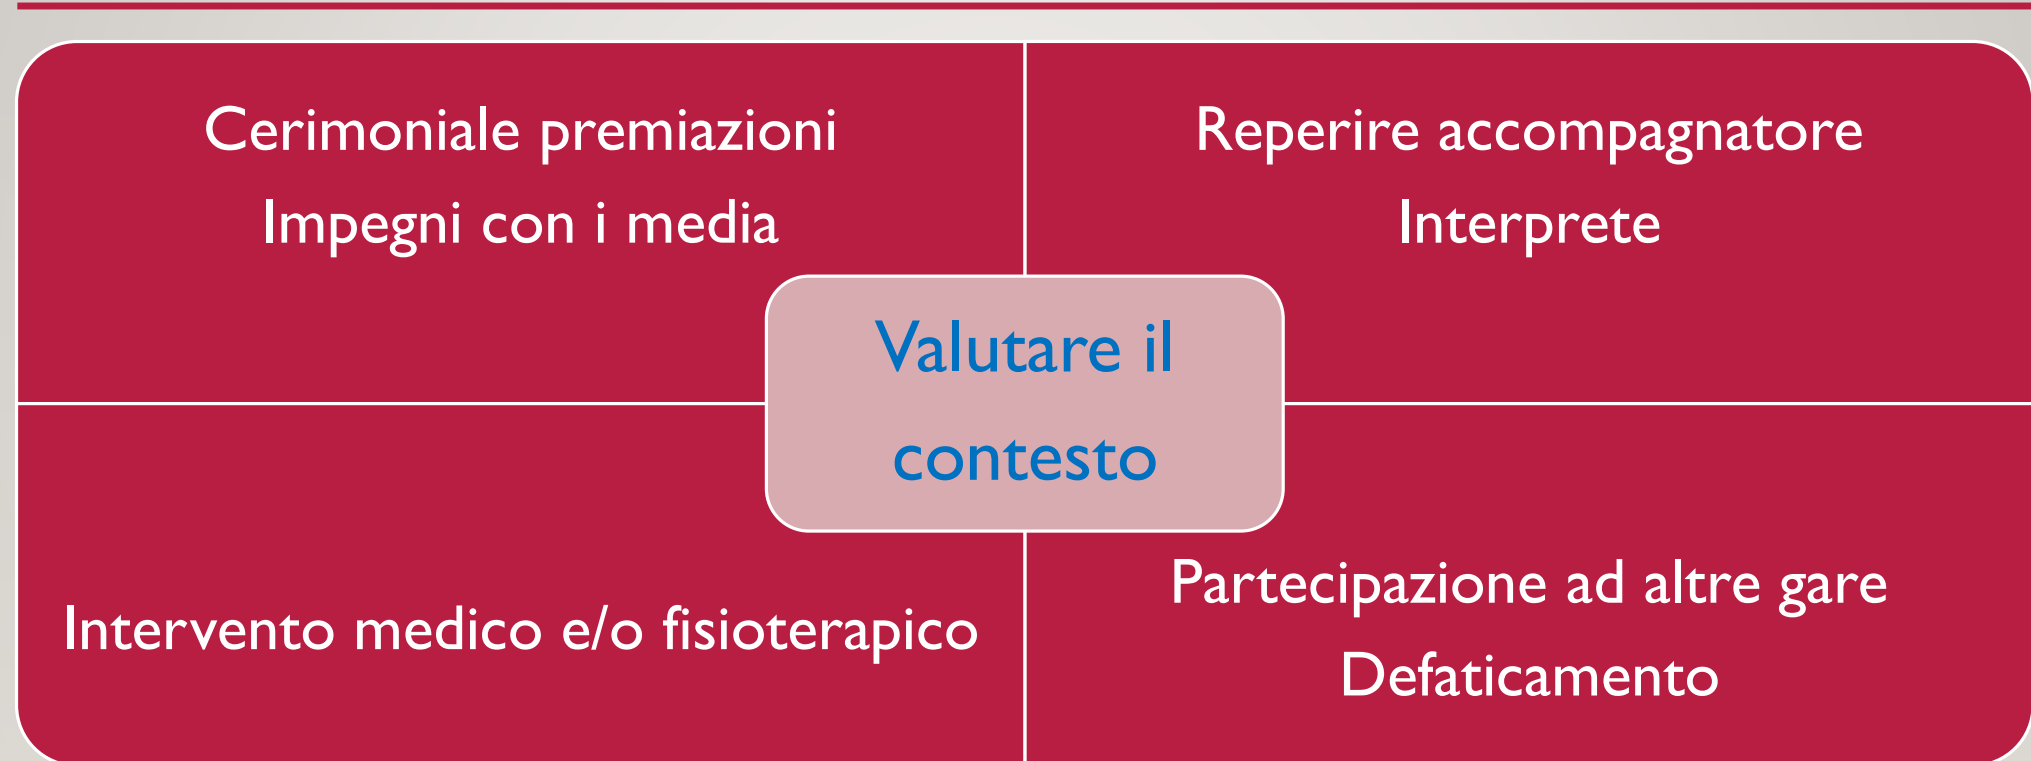 Cerimoniale premiazioni
Impegni con i media
Reperire accompagnatore
Interprete
Valutare il
contesto
Intervento medico e/o fisioterapico
Partecipazione ad altre gare
Defaticamento